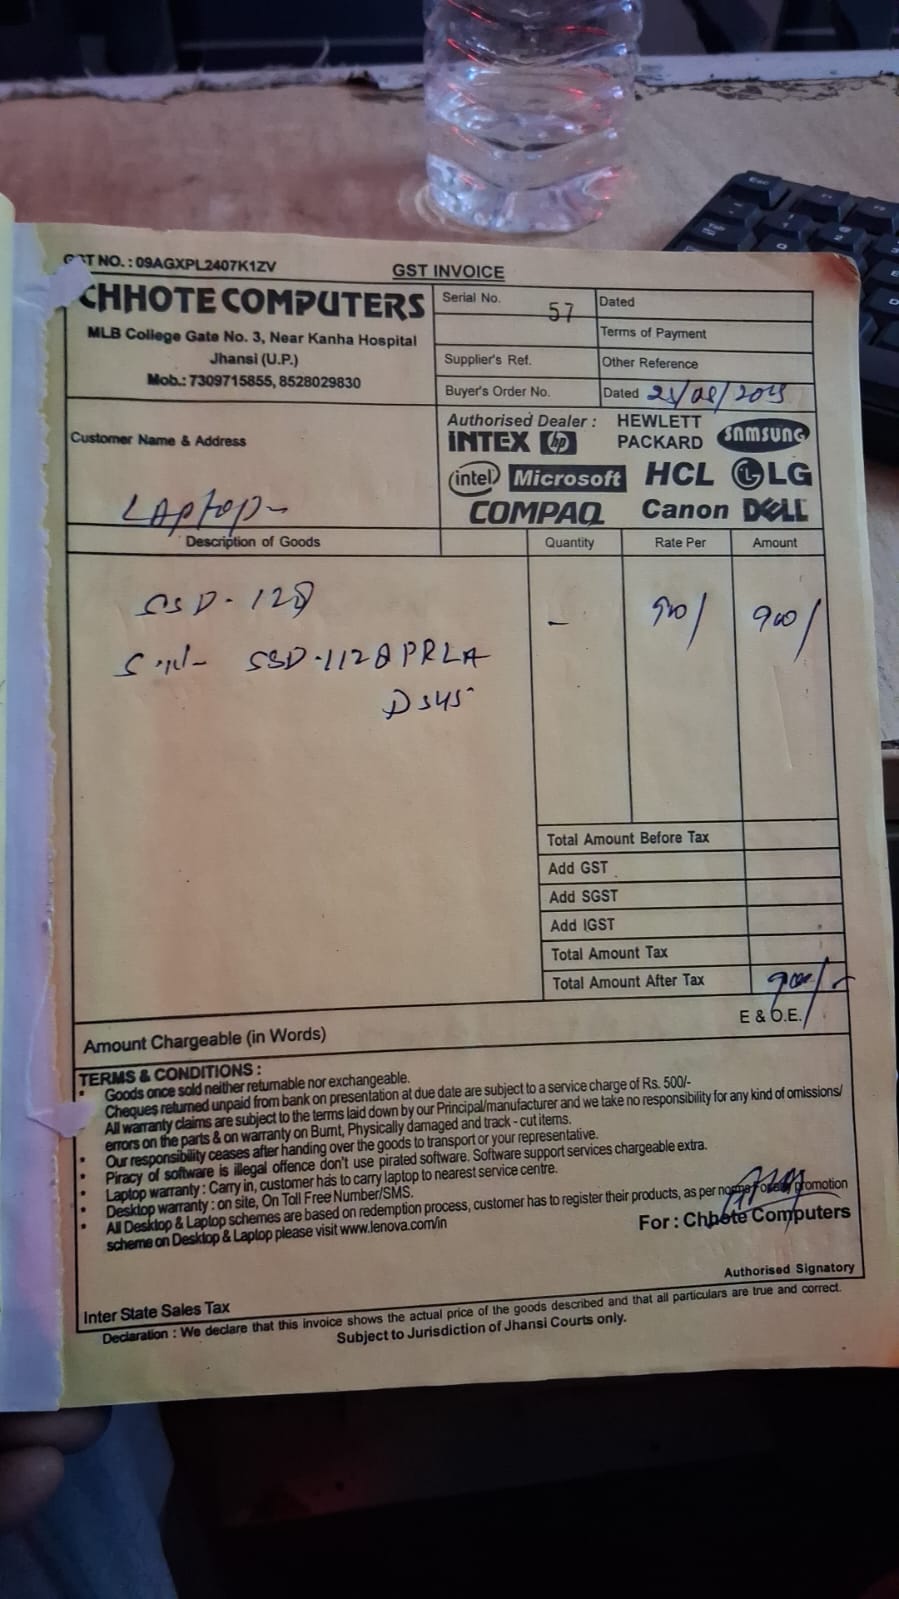 GST NO. : 09AGXPL2407K1ZV
GST INVOICE
CHHOTE COMPUTERS
MLB College Gate No. 3, Near Kanha Hospital
Jhansi (U.P.)
Mob.: 7309715855, 8528029830
Serial No. 57
Dated
Terms of Payment
Supplier's Ref.
Other Reference
Buyer's Order No.
Dated
Customer Name & Address
Laptop
Authorised Dealer :
HEWLETT
PACKARD
SAMSUNG
INTEX hp
intel Microsoft HCL LG
COMPAQ Canon DELL
Description of Goods Quantity Rate Per Amount
SSD-128 - 900/ 900/
SSD-1128PRLA
Total Amount Before Tax
Add GST
Add SGST
Add IGST
Total Amount Tax
Total Amount After Tax 900/-
E & O.E.
Amount Chargeable (in Words)
TERMS & CONDITIONS :
• Goods once sold neither returnable nor exchangeable.
Cheques returned unpaid from bank on presentation at due date are subject to a service charge of Rs. 500/-
All warranty claims are subject to the terms laid down by our Principal/manufacturer and we take no responsibility for any kind of omissions/
errors on the parts & on warranty on Burnt, Physically damaged and track - cut items.
• Our responsibility ceases after handing over the goods to transport or your representative.
• Piracy of software is illegal offence don't use pirated software. Software support services chargeable extra.
• Laptop warranty : Carry in, customer has to carry laptop to nearest service centre.
• Desktop warranty : on site, On Toll Free Number/SMS.
• All Desktop & Laptop schemes are based on redemption process, customer has to register their products, as per norms promotion
scheme on Desktop & Laptop please visit www.lenova.com/in
For : Chhote Computers
Authorised Signatory
Inter State Sales Tax
Declaration : We declare that this invoice shows the actual price of the goods described and that all particulars are true and correct.
Subject to Jurisdiction of Jhansi Courts only.